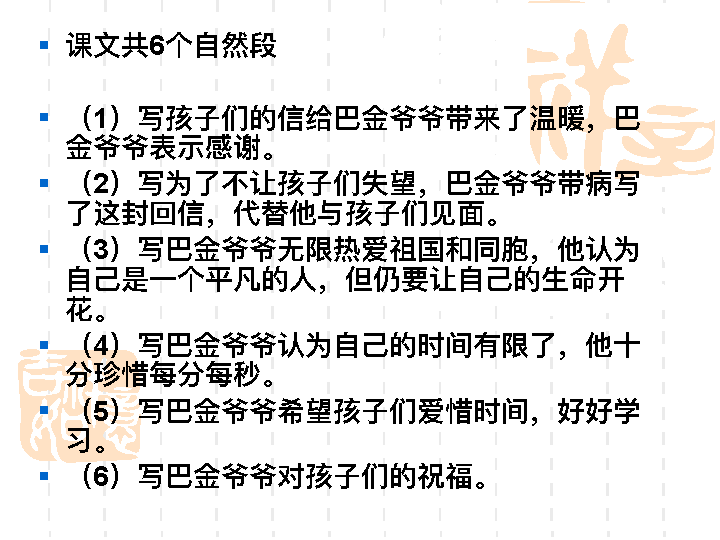 课文共6个自然段
（1）写孩子们的信给巴金爷爷带来了温暖，巴
金爷爷表示感谢。
（2）写为了不让孩子们失望，巴金爷爷带病写
了这封回信，代替他与孩子们见面。
（3）写巴金爷爷无限热爱祖国和同胞，他认为
自己是一个平凡的人，但仍要让自己的生命开
花。
（4）写巴金爷爷认为自己的时间有限了，他十
分珍惜每分每秒。
（5）写巴金爷爷希望孩子们爱惜时间，好好学
习。
（6）写巴金爷爷对孩子们的祝福。